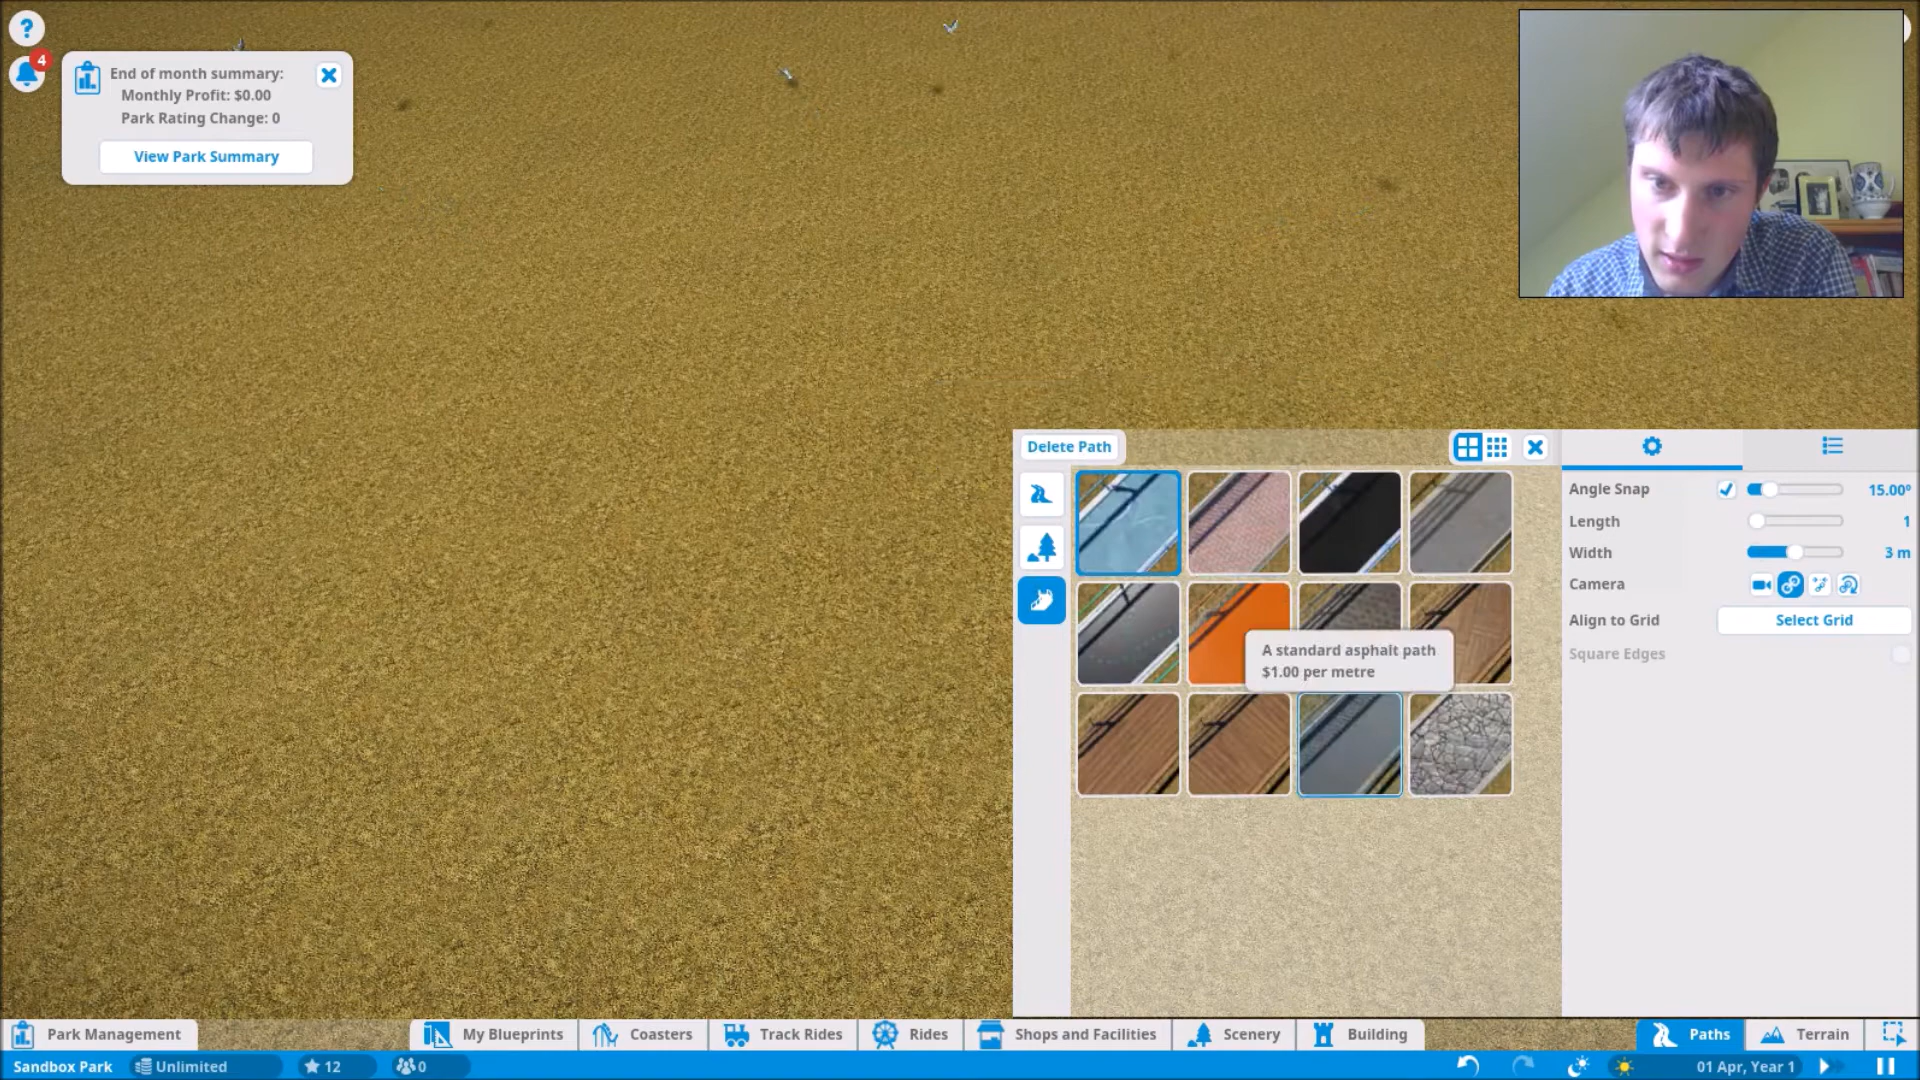 ?
4
End of month summary:
Monthly Profit: $0.00
Park Rating Change: 0
View Park Summary
Delete Path
A standard asphalt path
$1.00 per metre
Angle Snap 15.00°
Length 1
Width 3 m
Camera
Align to Grid Select Grid
Square Edges
Park Management My Blueprints Coasters Track Rides Rides Shops and Facilities Scenery Building Paths Terrain
Sandbox Park Unlimited 12 0 01 Apr, Year 1